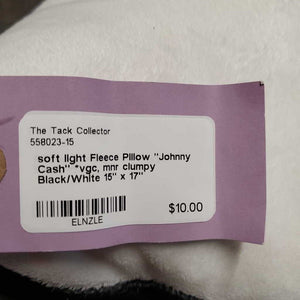 The Tack Collector
558023-15
soft light Fleece Pillow "Johnny
Cash" *vgc, mnr clumpy
Black/White 15" x 17"
$10.00
ELNZLE